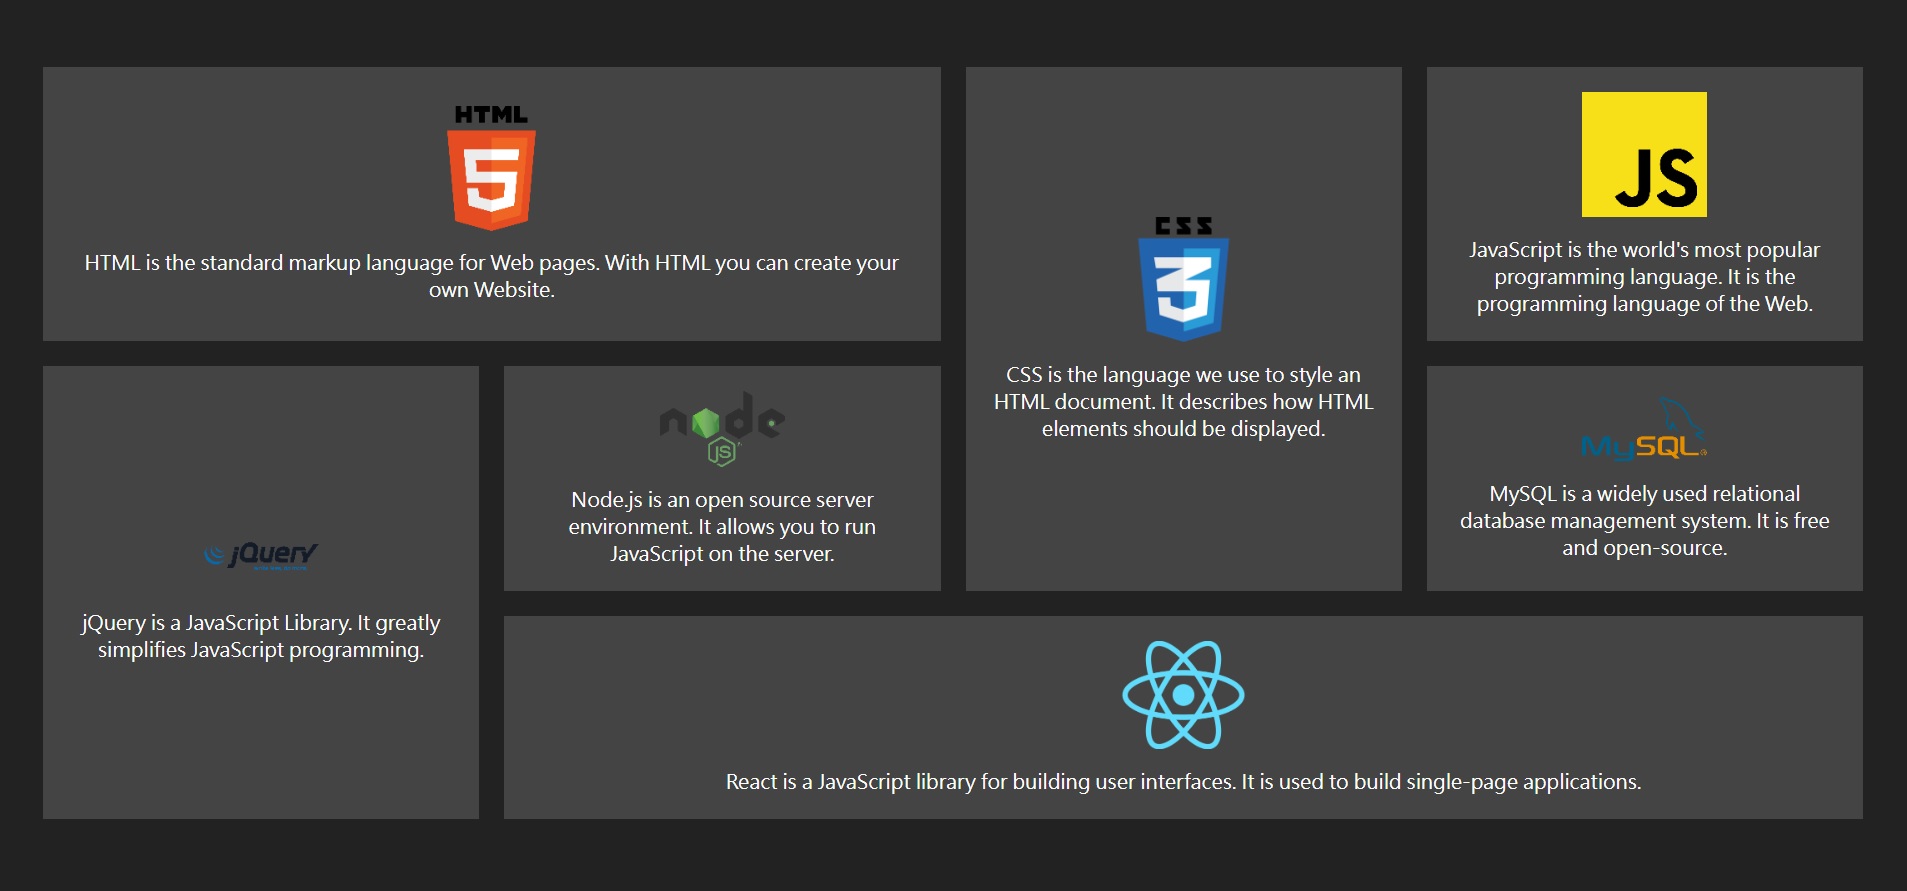 HTML
5
HTML is the standard markup language for Web pages. With HTML you can create your
own Website.
CSS
3
CSS is the language we use to style an
HTML document. It describes how HTML
elements should be displayed.
JS
JavaScript is the world's most popular
programming language. It is the
programming language of the Web.
jQuery
jQuery is a JavaScript Library. It greatly
simplifies JavaScript programming.
node
JS
Node.js is an open source server
environment. It allows you to run
JavaScript on the server.
MySQL
MySQL is a widely used relational
database management system. It is free
and open-source.
React is a JavaScript library for building user interfaces. It is used to build single-page applications.